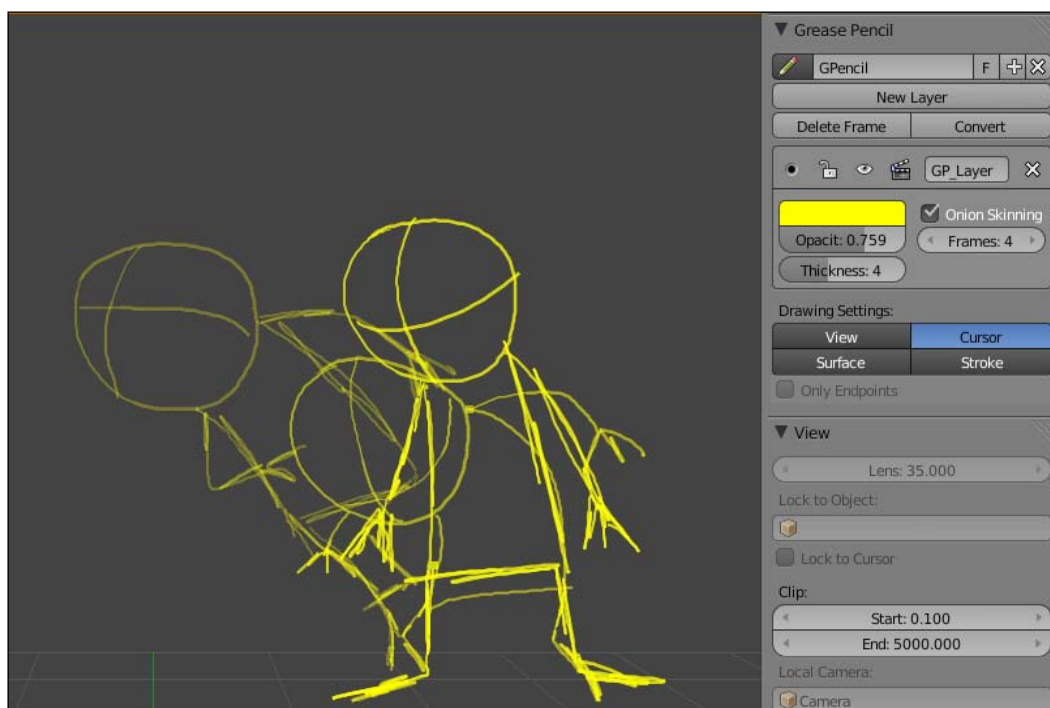 Grease Pencil
GPencil F
New Layer
Delete Frame Convert
GP_Layer
Onion Skinning
Opacit: 0.759 Frames: 4
Thickness: 4
Drawing Settings:
View Cursor
Surface Stroke
Only Endpoints
View
Lens: 35.000
Lock to Object:
Lock to Cursor
Clip:
Start: 0.100
End: 5000.000
Local Camera:
Camera